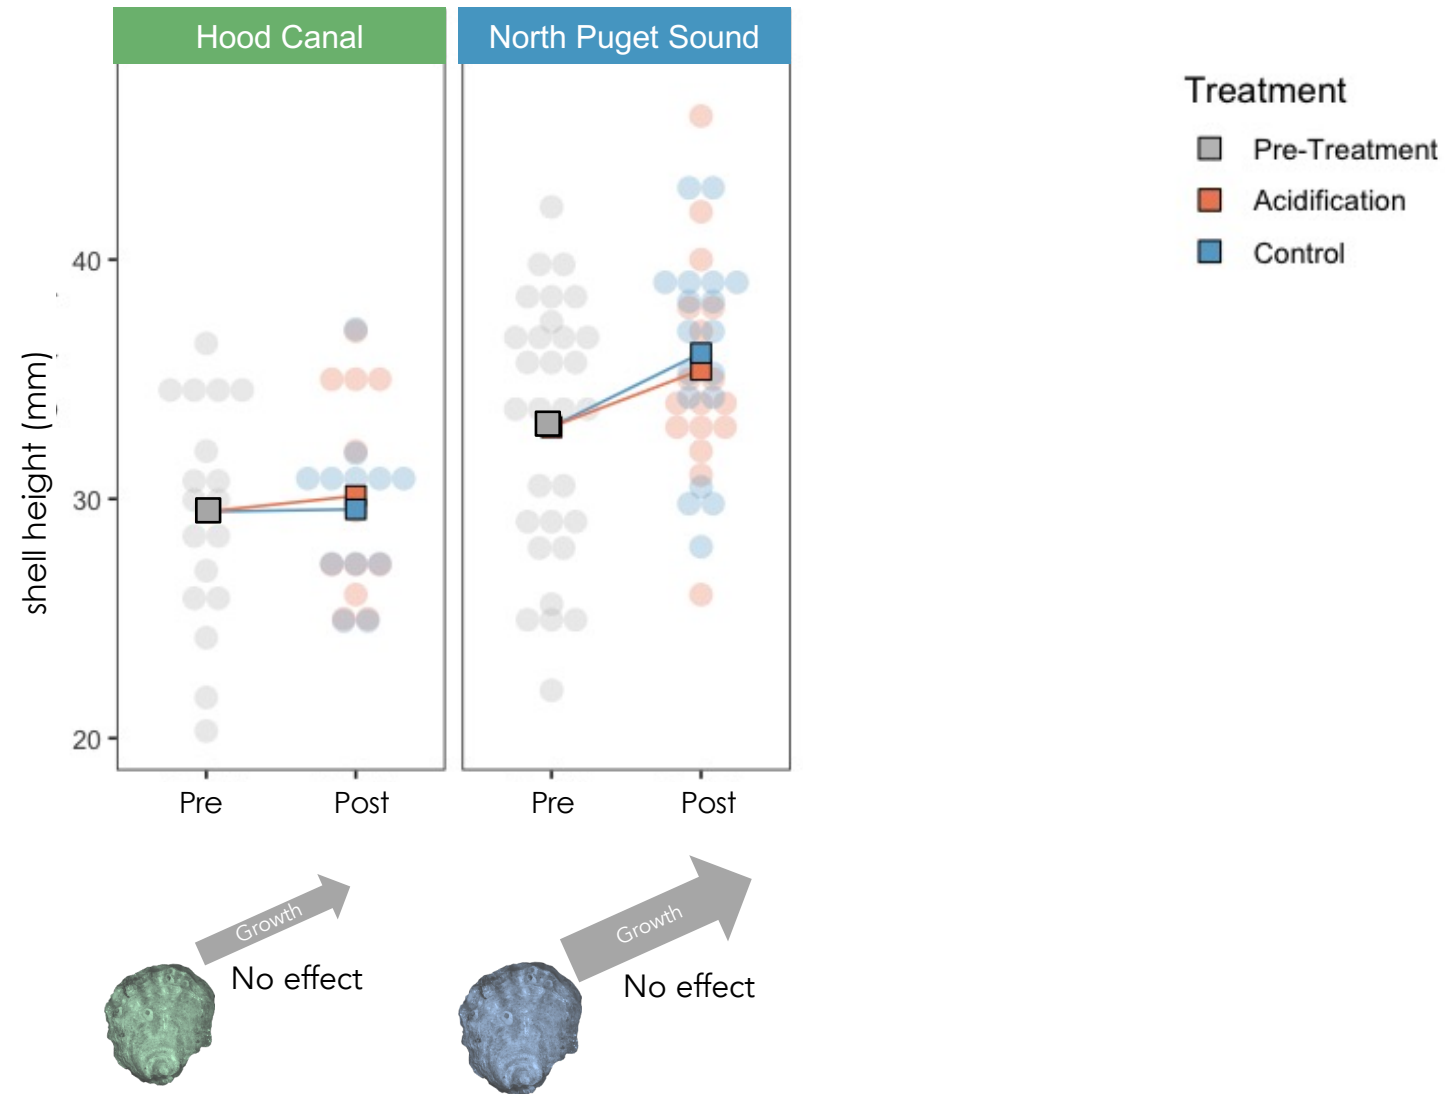 Hood Canal
North Puget Sound
Treatment
Pre-Treatment
Acidification
Control
shell height (mm)
40
30
20
Pre
Post
Pre
Post
Growth
No effect
Growth
No effect